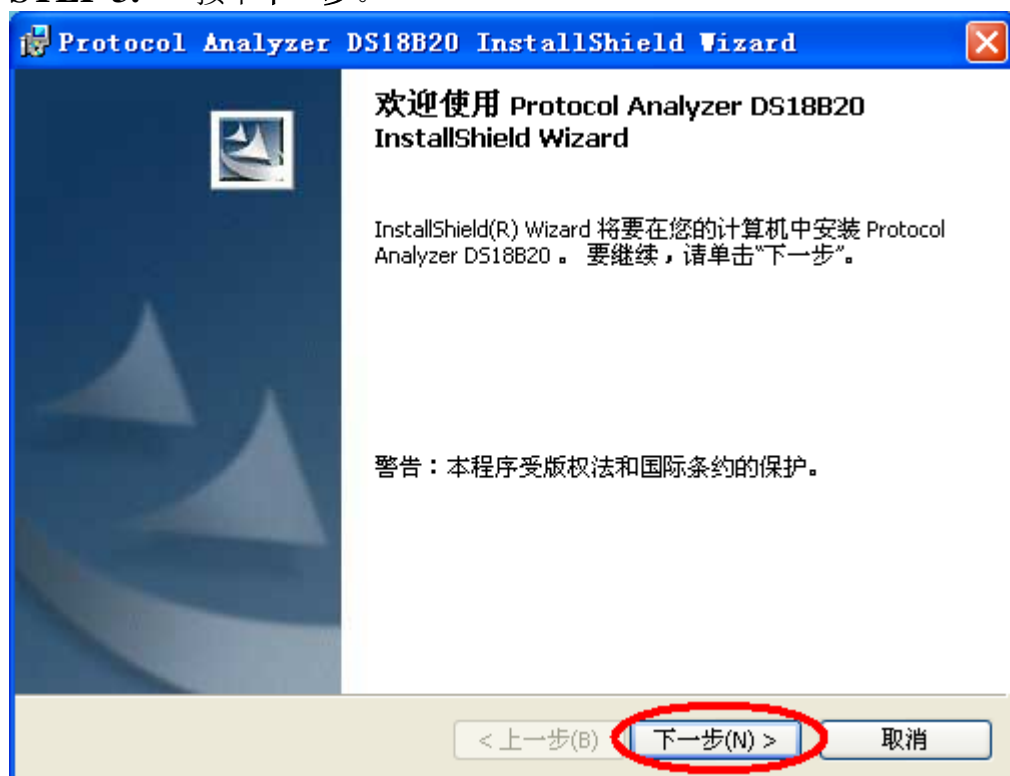 Protocol Analyzer DS18B20 InstallShield Wizard
欢迎使用 Protocol Analyzer DS18B20
InstallShield Wizard
InstallShield(R) Wizard 将要在您的计算机中安装 Protocol
Analyzer DS18B20 。 要继续，请单击“下一步”。
警告：本程序受版权法和国际条约的保护。
< 上一步(B)
下一步(N) >
取消